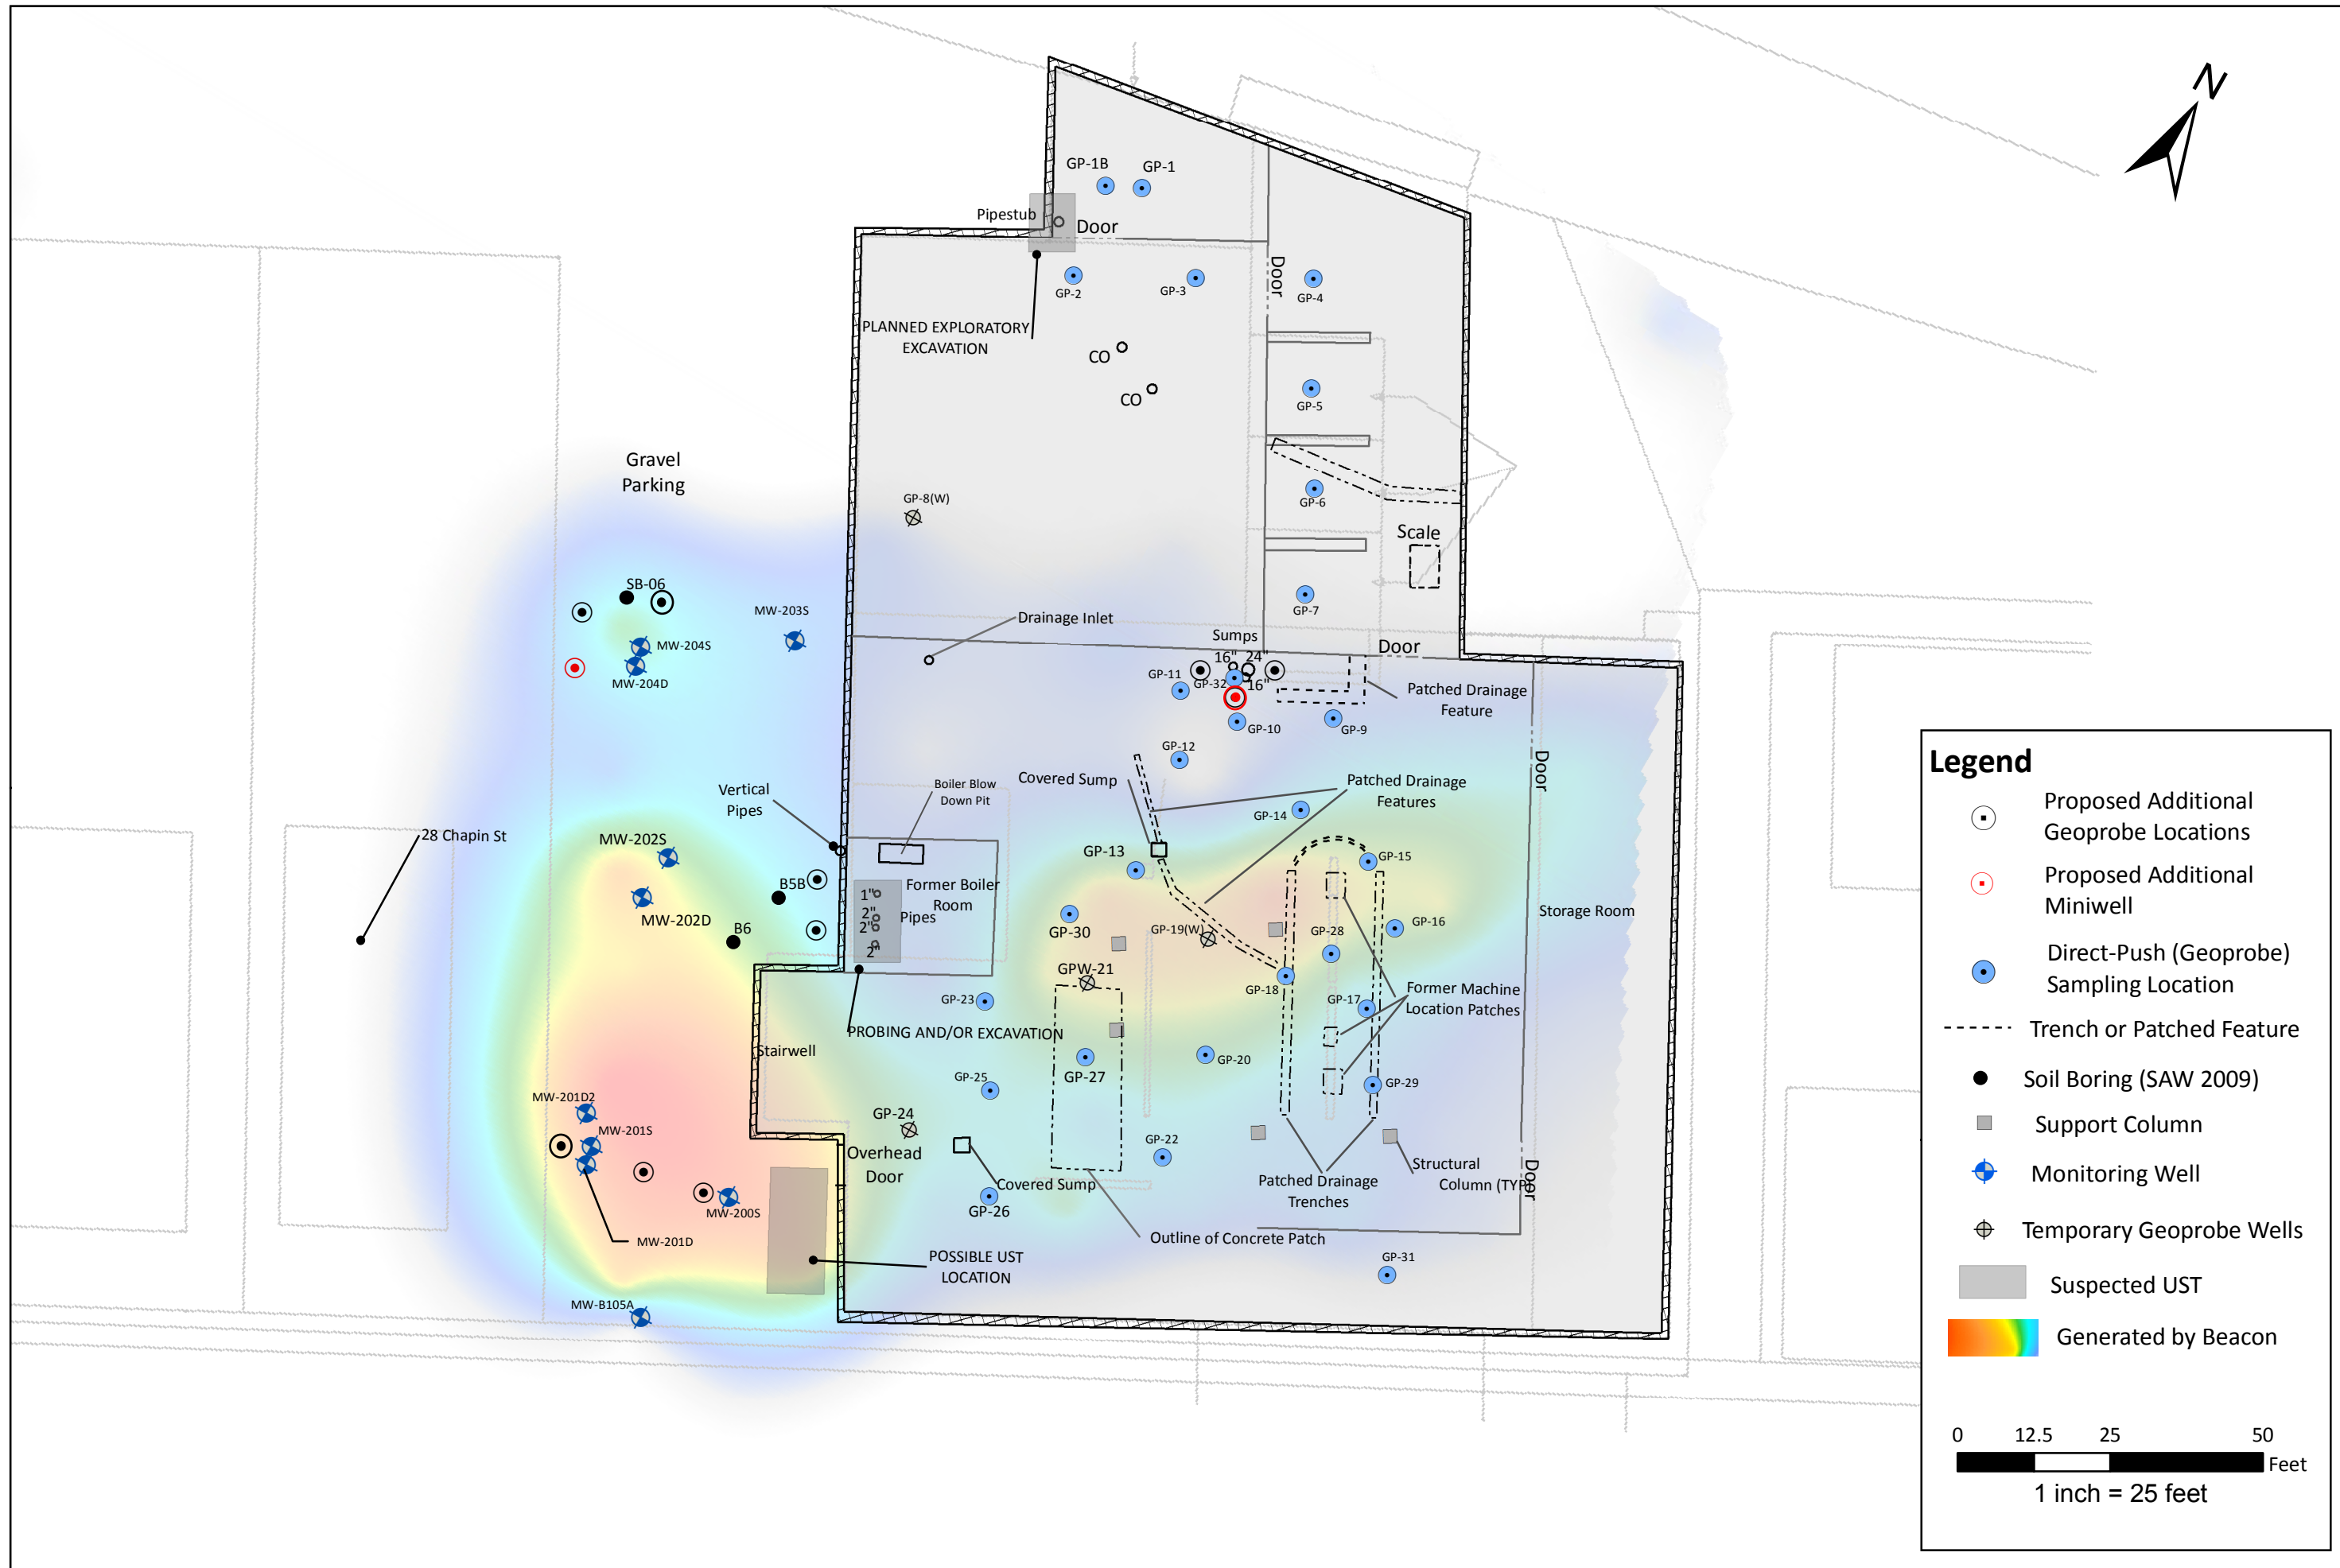 N
GP-1B
GP-1
Pipestub
Door
GP-2
GP-3
Door
GP-4
PLANNED EXPLORATORY
EXCAVATION
CO
CO
GP-5
Gravel
Parking
GP-8(W)
GP-6
Scale
SB-06
MW-203S
GP-7
Drainage Inlet
MW-204S
MW-204D
Sumps
16" 24"
Door
GP-11
GP-32
16"
Patched Drainage
Feature
GP-10
GP-9
GP-12
Door
Covered Sump
Patched Drainage
Features
Vertical
Pipes
Boiler Blow
Down Pit
GP-14
28 Chapin St
MW-202S
GP-13
GP-15
B5B
Former Boiler
Room
1"
2"
Pipes
2"
2"
Storage Room
MW-202D
B6
GP-30
GP-19(W)
GP-28
GP-16
GPW-21
GP-18
GP-23
GP-17
Former Machine
Location Patches
PROBING AND/OR EXCAVATION
Stairwell
GP-27
GP-20
GP-25
GP-29
MW-201D2
MW-201S
GP-24
GP-22
Overhead
Door
Covered Sump
Patched Drainage
Trenches
Structural
Column (TYP)
Door
MW-200S
GP-26
MW-201D
Outline of Concrete Patch
POSSIBLE UST
LOCATION
GP-31
MW-B105A
Legend
Proposed Additional
Geoprobe Locations
Proposed Additional
Miniwell
Direct-Push (Geoprobe)
Sampling Location
Trench or Patched Feature
Soil Boring (SAW 2009)
Support Column
Monitoring Well
Temporary Geoprobe Wells
Suspected UST
Generated by Beacon
0 12.5 25 50
Feet
1 inch = 25 feet